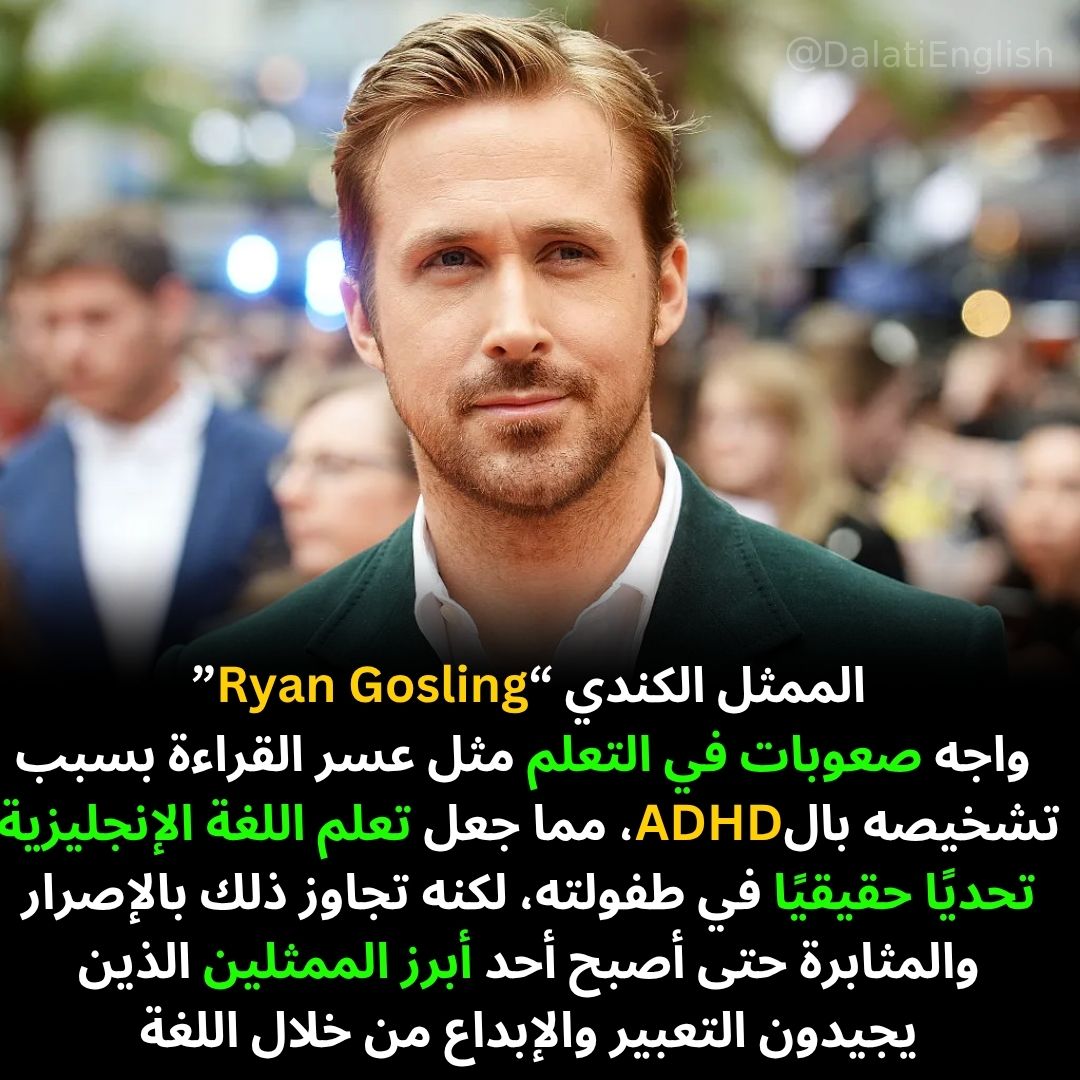 @DalatiEnglish
الممثل الكندي “Ryan Gosling”
واجه صعوبات في التعلم مثل عسر القراءة بسبب
تشخيصه بالADHD، مما جعل تعلم اللغة الإنجليزية
تحديًا حقيقيًا في طفولته، لكنه تجاوز ذلك بالإصرار
والمثابرة حتى أصبح أحد أبرز الممثلين الذين
يجيدون التعبير والإبداع من خلال اللغة